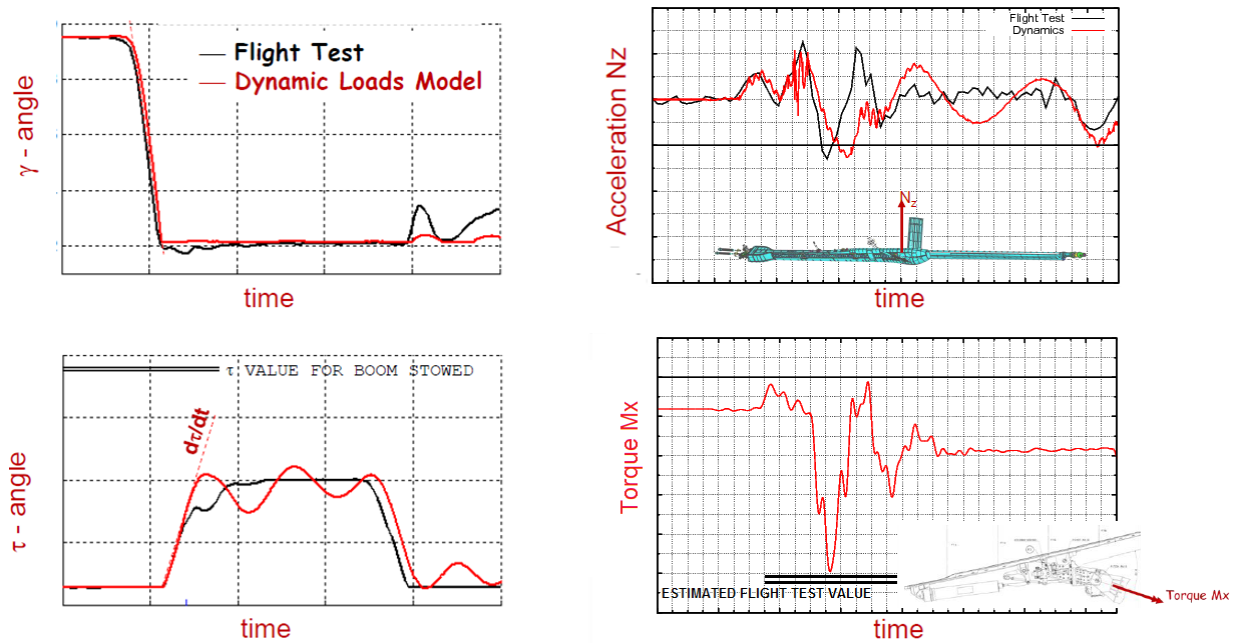 γ - angle
Flight Test
Dynamic Loads Model
time
Acceleration Nz
Flight Test
Dynamics
Nz
time
τ - angle
τ VALUE FOR BOOM STOWED
dτ/dt
time
Torque Mx
ESTIMATED FLIGHT TEST VALUE
Torque Mx
time